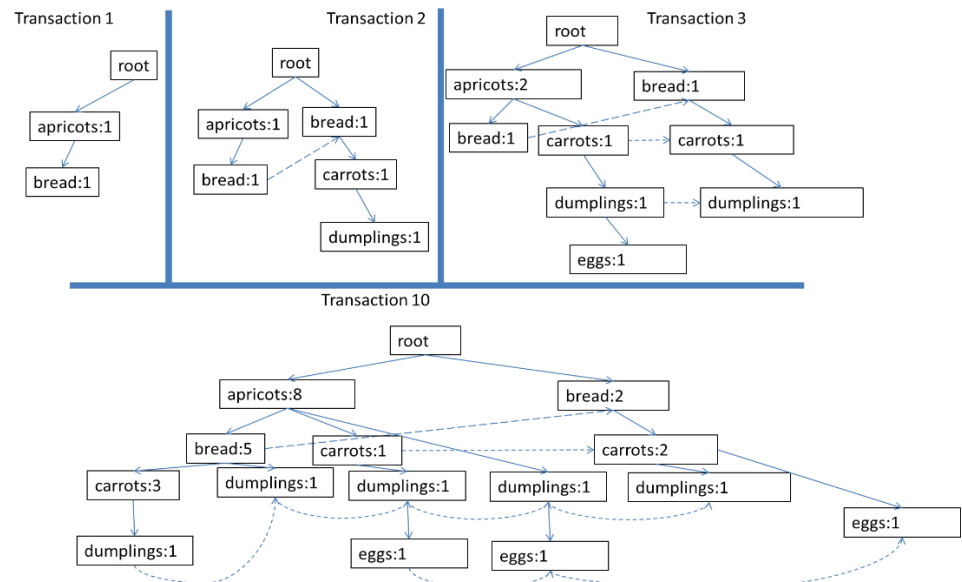 Transaction 1
root
apricots:1
bread:1
Transaction 2
root
apricots:1
bread:1
bread:1
carrots:1
dumplings:1
Transaction 3
root
apricots:2
bread:1
bread:1
carrots:1
carrots:1
dumplings:1
dumplings:1
eggs:1
Transaction 10
root
apricots:8
bread:2
bread:5
carrots:1
carrots:2
carrots:3
dumplings:1
dumplings:1
dumplings:1
dumplings:1
eggs:1
dumplings:1
eggs:1
eggs:1